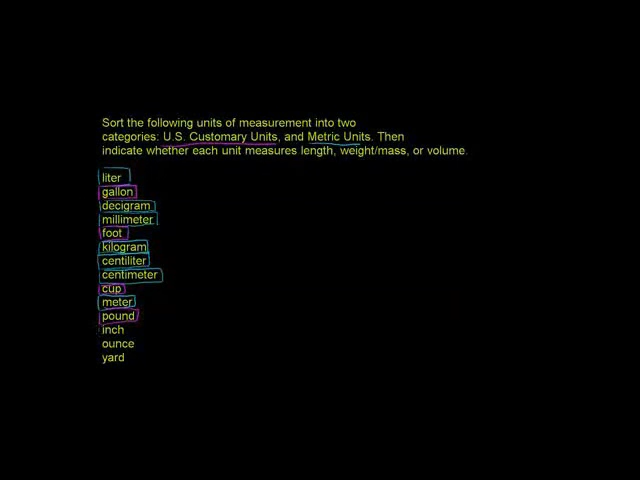 Sort the following units of measurement into two
categories: U.S. Customary Units, and Metric Units. Then
indicate whether each unit measures length, weight/mass, or volume.
liter
gallon
decigram
millimeter
foot
kilogram
centiliter
centimeter
cup
meter
pound
inch
ounce
yard